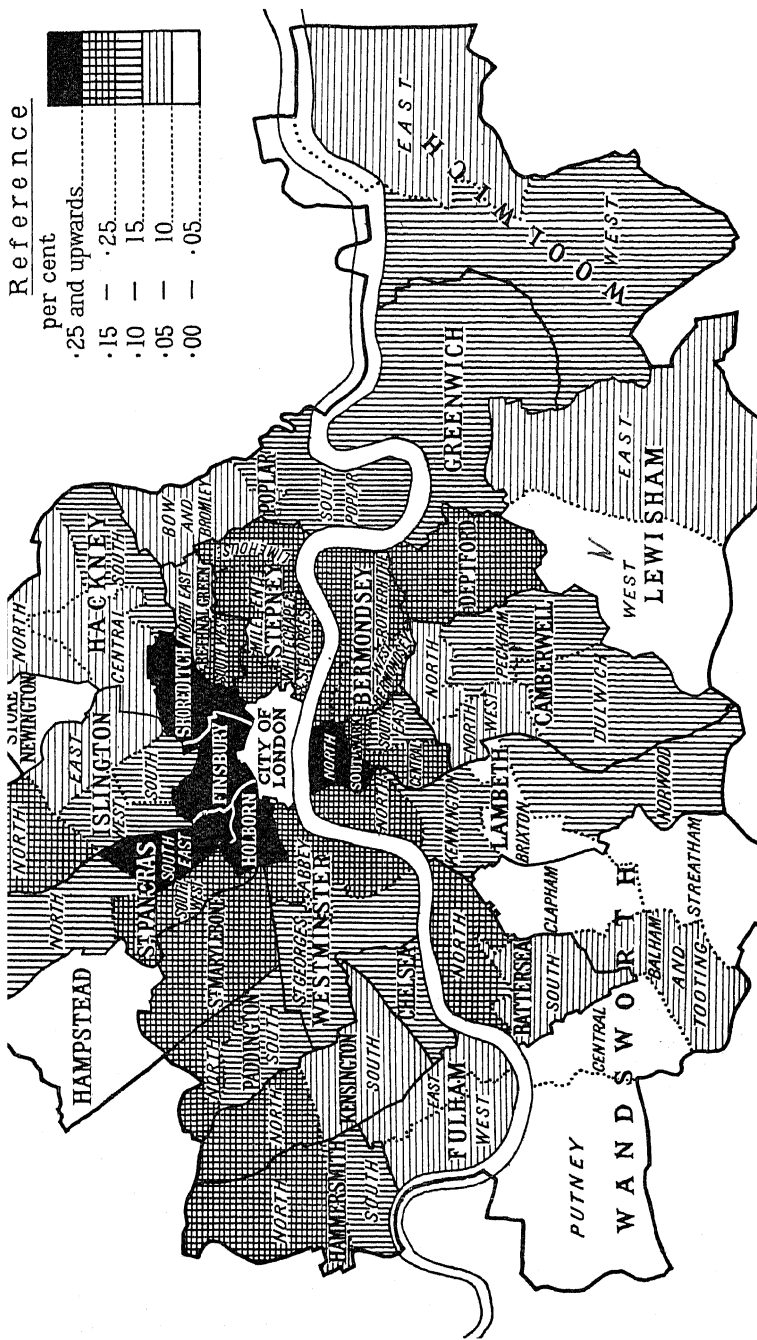 Reference
per cent
.25 and upwards
.15 — .25
.10 — 15
.05 — 10
.00 — .05
HAMPSTEAD
NORTH
ST PANCRAS
SOUTH EAST
SOUTH WEST
NORTH
ISLINGTON
EAST
WEST
SOUTH
STOKE NEWINGTON
NORTH
HACKNEY
CENTRAL
SOUTH
SHOREDITCH
FINSBURY
HOLBORN
CITY OF LONDON
NORTH EAST
BETHNAL GREEN
SOUTH WEST
BOW AND BROMLEY
POPLAR
SOUTH POPLAR
LIMEHOUSE
MILE END
STEPNEY
WHITECHAPEL
ST GEORGES
ST MARYLEBONE
NORTH
PADDINGTON
SOUTH
ABBEY
ST GEORGES
WESTMINSTER
CHELSEA
NORTH
KENSINGTON
SOUTH
NORTH
HAMMERSMITH
SOUTH
EAST
FULHAM
WEST
NORTH
SOUTHWARK
CENTRAL
SOUTH EAST
BERMONDSEY
ROTHERHITHE
WEST BERMONDSEY
DEPTFORD
GREENWICH
WOOLWICH
EAST
WEST
LEWISHAM
WEST
EAST
NORTH
NORTH WEST
PECKHAM
CAMBERWELL
DULWICH
NORTH
KENNINGTON
LAMBETH
BRIXTON
NORWOOD
NORTH
BATTERSEA
SOUTH
CLAPHAM
STREATHAM
BALHAM AND TOOTING
CENTRAL
PUTNEY
WANDSWORTH